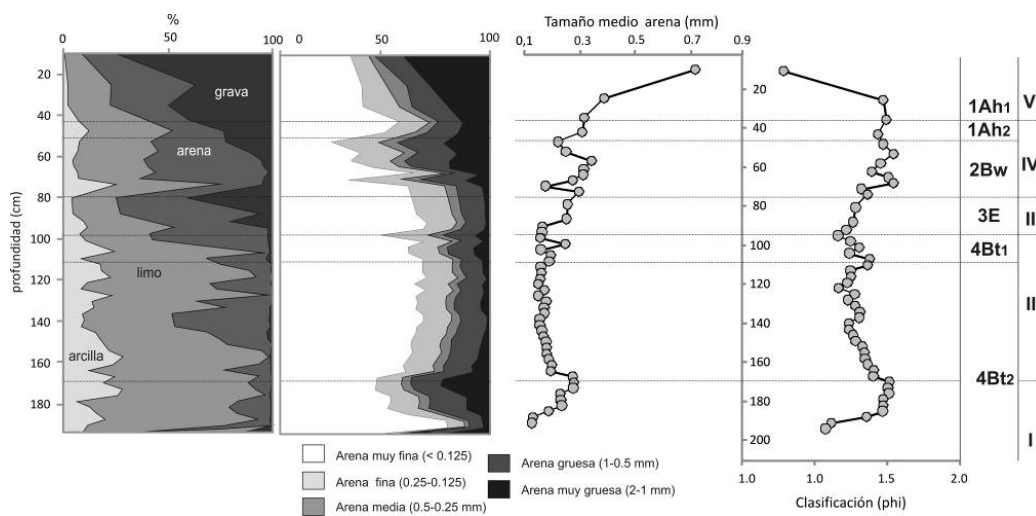 %
0 50 100
0 50 100
Tamaño medio arena (mm)
0,1 0.3 0.5 0.7 0.9
profundidad (cm)
20
40
60
80
100
120
140
160
180
grava
arena
limo
arcilla
20
40
60
80
100
120
140
160
180
200
1Ah1
1Ah2
2Bw
3E
4Bt1
4Bt2
V
IV
II
II
I
1.0 1.0 1.5 2.0
Clasificación (phi)
Arena muy fina (< 0.125)
Arena fina (0.25-0.125)
Arena media (0.5-0.25 mm)
Arena gruesa (1-0.5 mm)
Arena muy gruesa (2-1 mm)